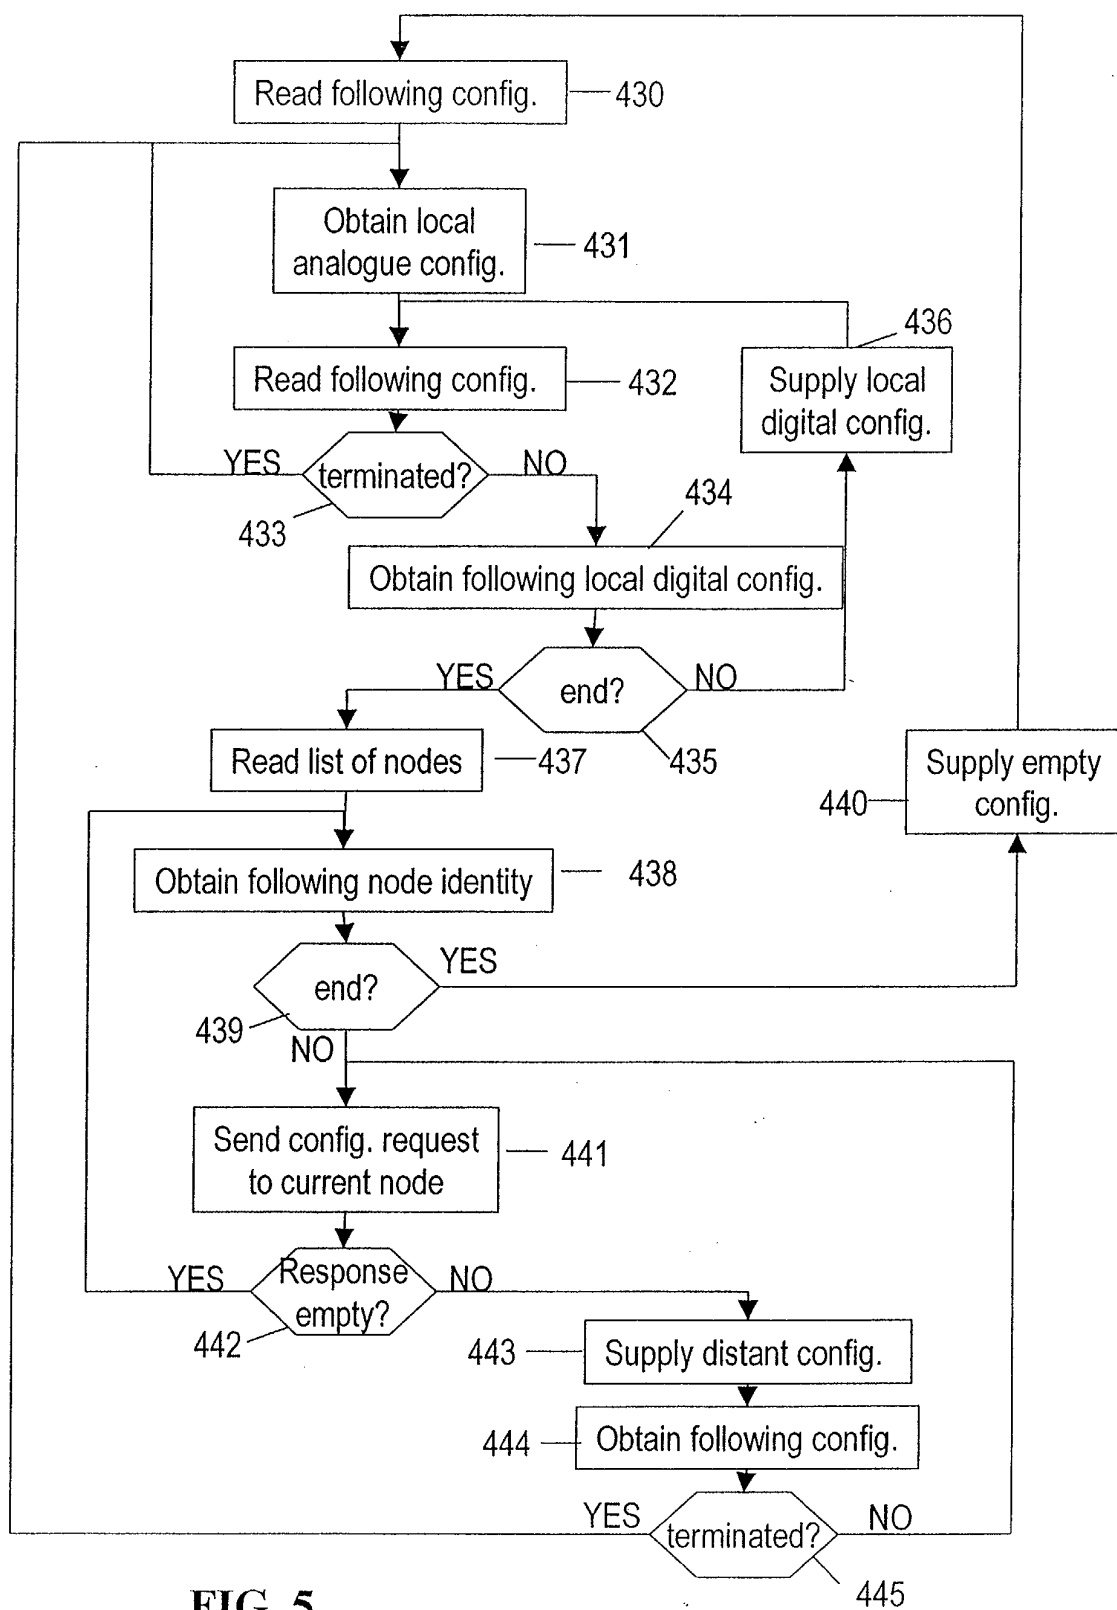 Read following config.
430
Obtain local
analogue config.
431
436
Read following config.
432
Supply local
digital config.
YES
terminated?
NO
433
434
Obtain following local digital config.
YES
end?
NO
435
Read list of nodes
437
Supply empty
config.
440
Obtain following node identity
438
YES
end?
439
NO
Send config. request
to current node
441
YES
Response
empty?
NO
442
443
Supply distant config.
444
Obtain following config.
YES
terminated?
NO
445
FIG. 5